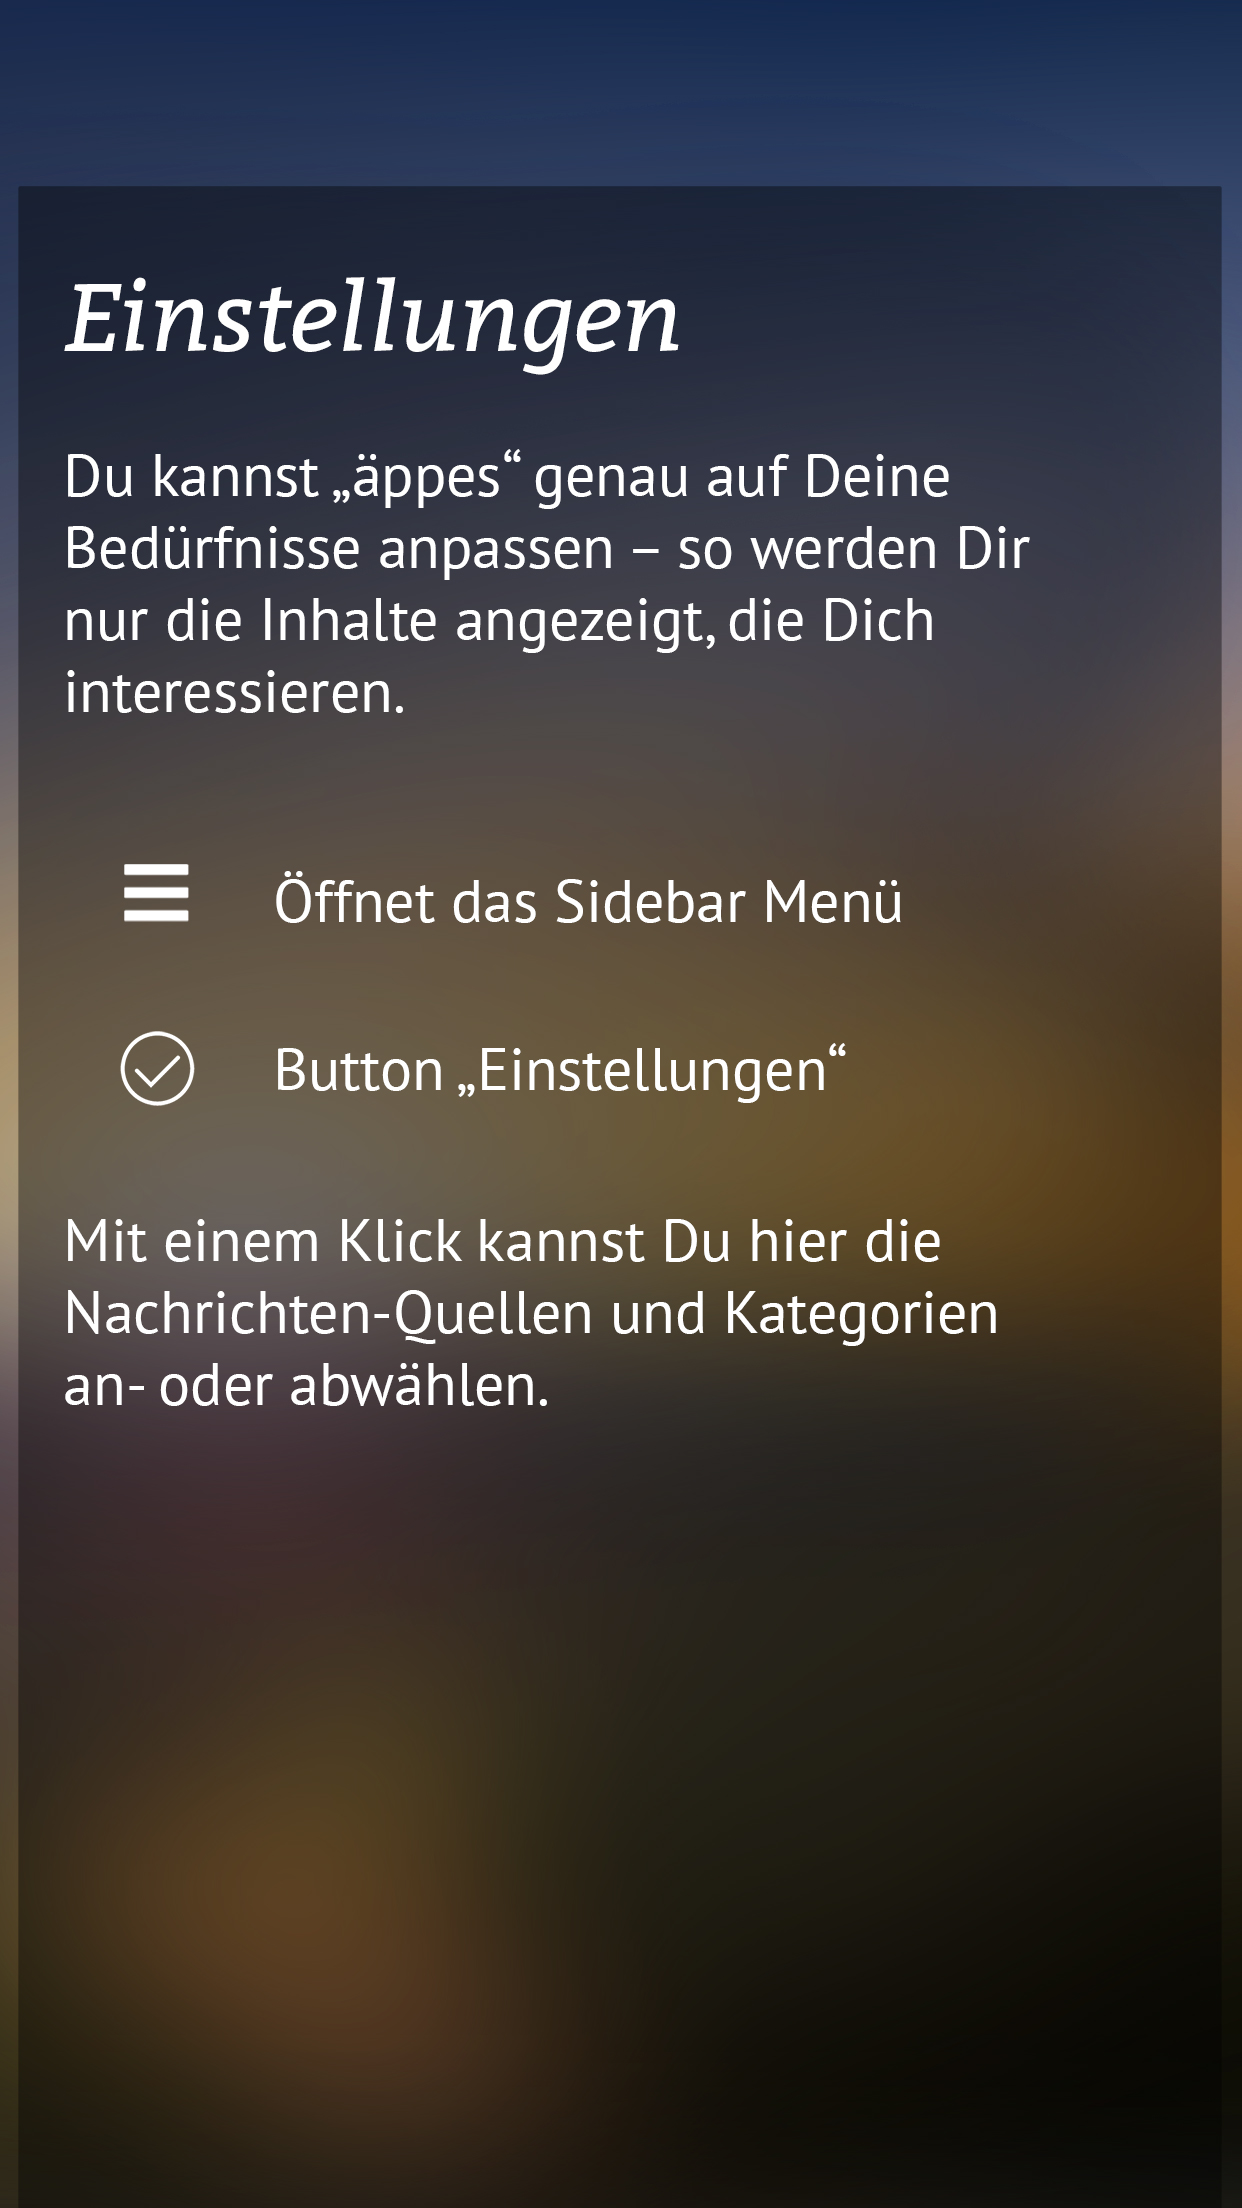 Einstellungen
Du kannst „äppes“ genau auf Deine
Bedürfnisse anpassen – so werden Dir
nur die Inhalte angezeigt, die Dich
interessieren.
Öffnet das Sidebar Menü
Button „Einstellungen“
Mit einem Klick kannst Du hier die
Nachrichten-Quellen und Kategorien
an- oder abwählen.